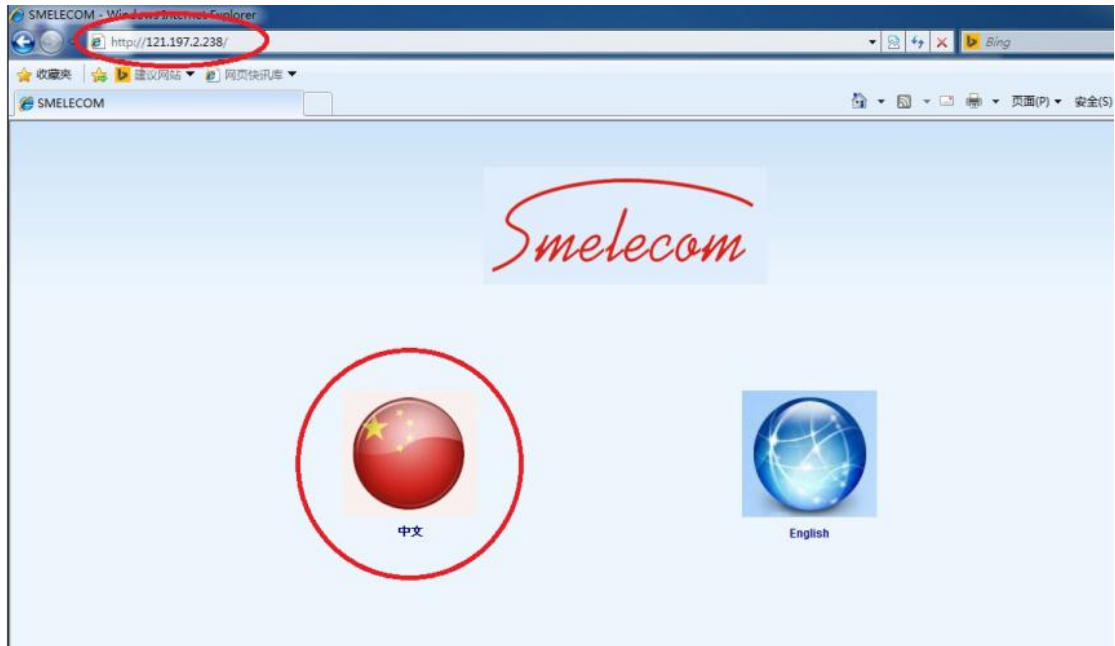 SMELECOM - Windows Internet Explorer
http://121.197.2.238/
Bing
收藏夹 建议网站 网页快讯库
SMELECOM
页面(P) 安全(S)
Smelecom
中文
English